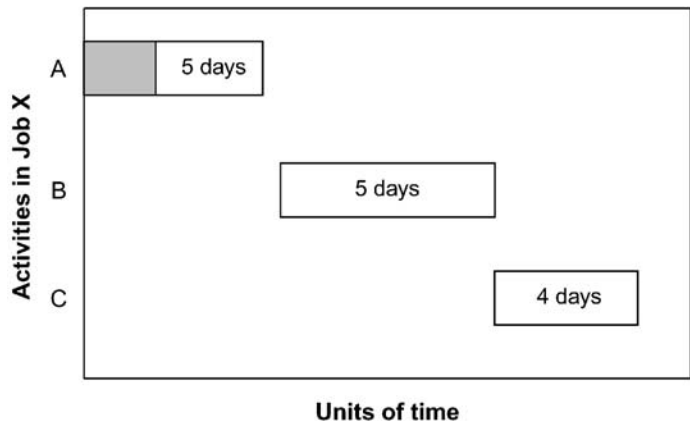 Activities in Job X
A
5 days
B
5 days
C
4 days
Units of time